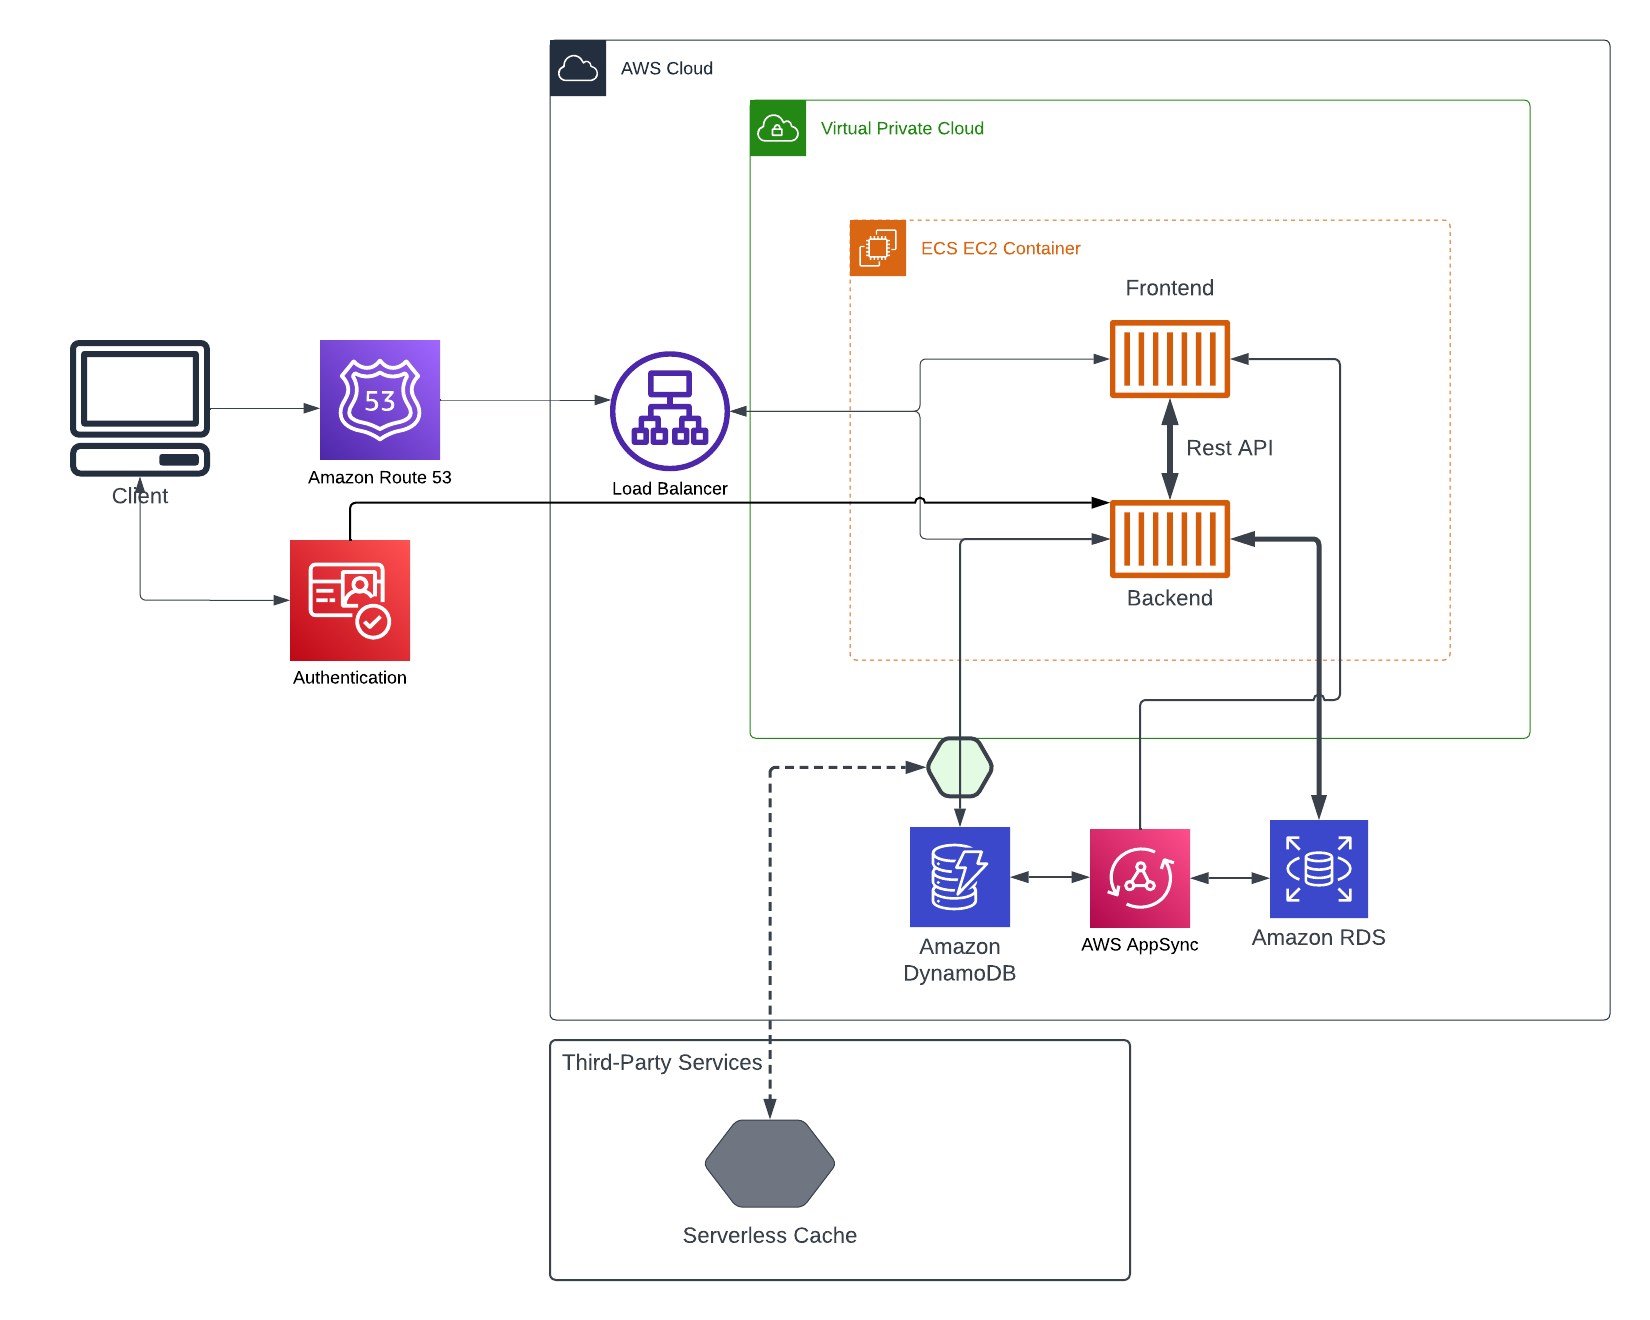 AWS Cloud
Virtual Private Cloud
ECS EC2 Container
Frontend
53
Rest API
Amazon Route 53
Load Balancer
Client
Backend
Authentication
Amazon
DynamoDB
AWS AppSync
Amazon RDS
Third-Party Services
Serverless Cache